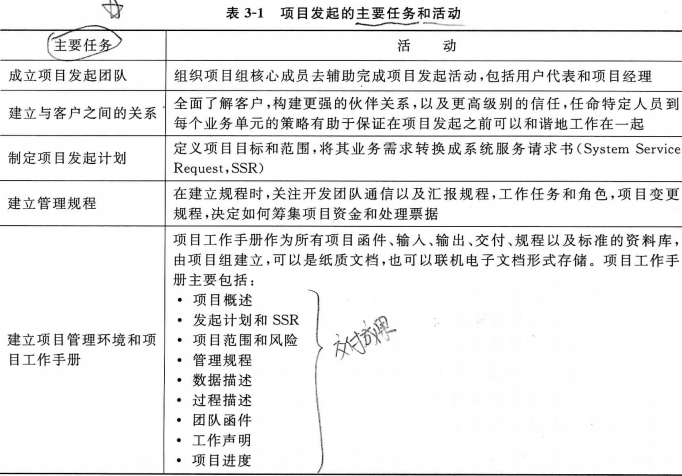 表 3-1 项目发起的主要任务和活动
主要任务
活 动
成立项目发起团队
组织项目组核心成员去辅助完成项目发起活动,包括用户代表和项目经理
建立与客户之间的关系
全面了解客户,构建更强的伙伴关系,以及更高级别的信任,任命特定人员到
每个业务单元的策略有助于保证在项目发起之前可以和谐地工作在一起
制定项目发起计划
定义项目目标和范围,将其业务需求转换成系统服务请求书(System Service
Request,SSR)
建立管理规程
在建立规程时,关注开发团队通信以及汇报规程,工作任务和角色,项目变更
规程,决定如何筹集项目资金和处理票据
建立项目管理环境和项
目工作手册
项目工作手册作为所有项目函件、输入、输出、交付、规程以及标准的资料库,
由项目组建立,可以是纸质文档,也可以联机电子文档形式存储。项目工作手
册主要包括:
• 项目概述
• 发起计划和 SSR
• 项目范围和风险
• 管理规程
• 数据描述
• 过程描述
• 团队函件
• 工作声明
• 项目进度
交付成果